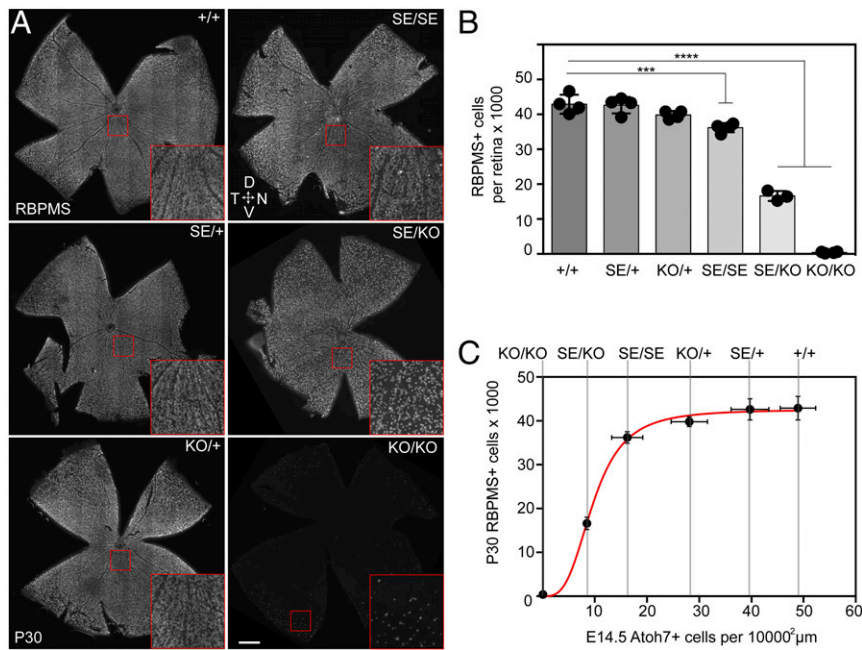 A
+/+
SE/SE
RBPMS
D
T N
V
SE/+
SE/KO
KO/+
KO/KO
P30
B
****
***
RBPMS+ cells
per retina x 1000
50
40
30
20
10
0
+/+ SE/+ KO/+ SE/SE SE/KO KO/KO
C
KO/KO SE/KO SE/SE KO/+ SE/+ +/+
P30 RBPMS+ cells x 1000
50
40
30
20
10
0
10 20 30 40 50 60
E14.5 Atoh7+ cells per 10000²µm